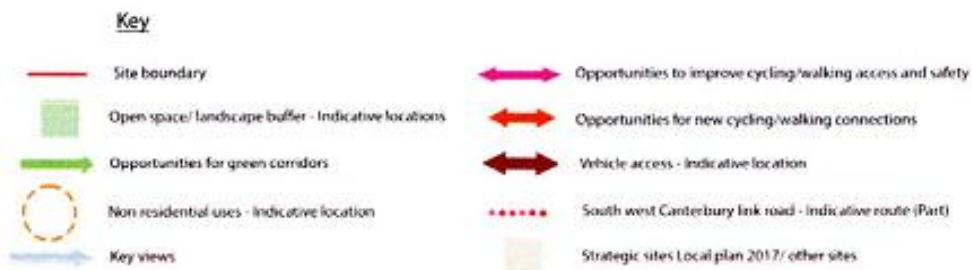 Key
Site boundary
Open space/ landscape buffer - Indicative locations
Opportunities for green corridors
Non residential uses - Indicative location
Key views
Opportunities to improve cycling/walking access and safety
Opportunities for new cycling/walking connections
Vehicle access - Indicative location
South west Canterbury link road - Indicative route (Part)
Strategic sites Local plan 2017/ other sites